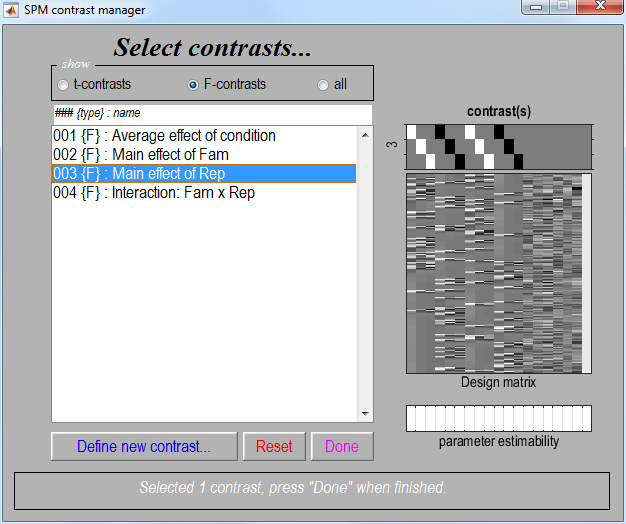 SPM contrast manager
Select contrasts...
show
t-contrasts
F-contrasts
all
### {type} : name
001 {F} : Average effect of condition
002 {F} : Main effect of Fam
003 {F} : Main effect of Rep
004 {F} : Interaction: Fam x Rep
contrast(s)
3
Design matrix
parameter estimability
Define new contrast...
Reset
Done
Selected 1 contrast, press "Done" when finished.